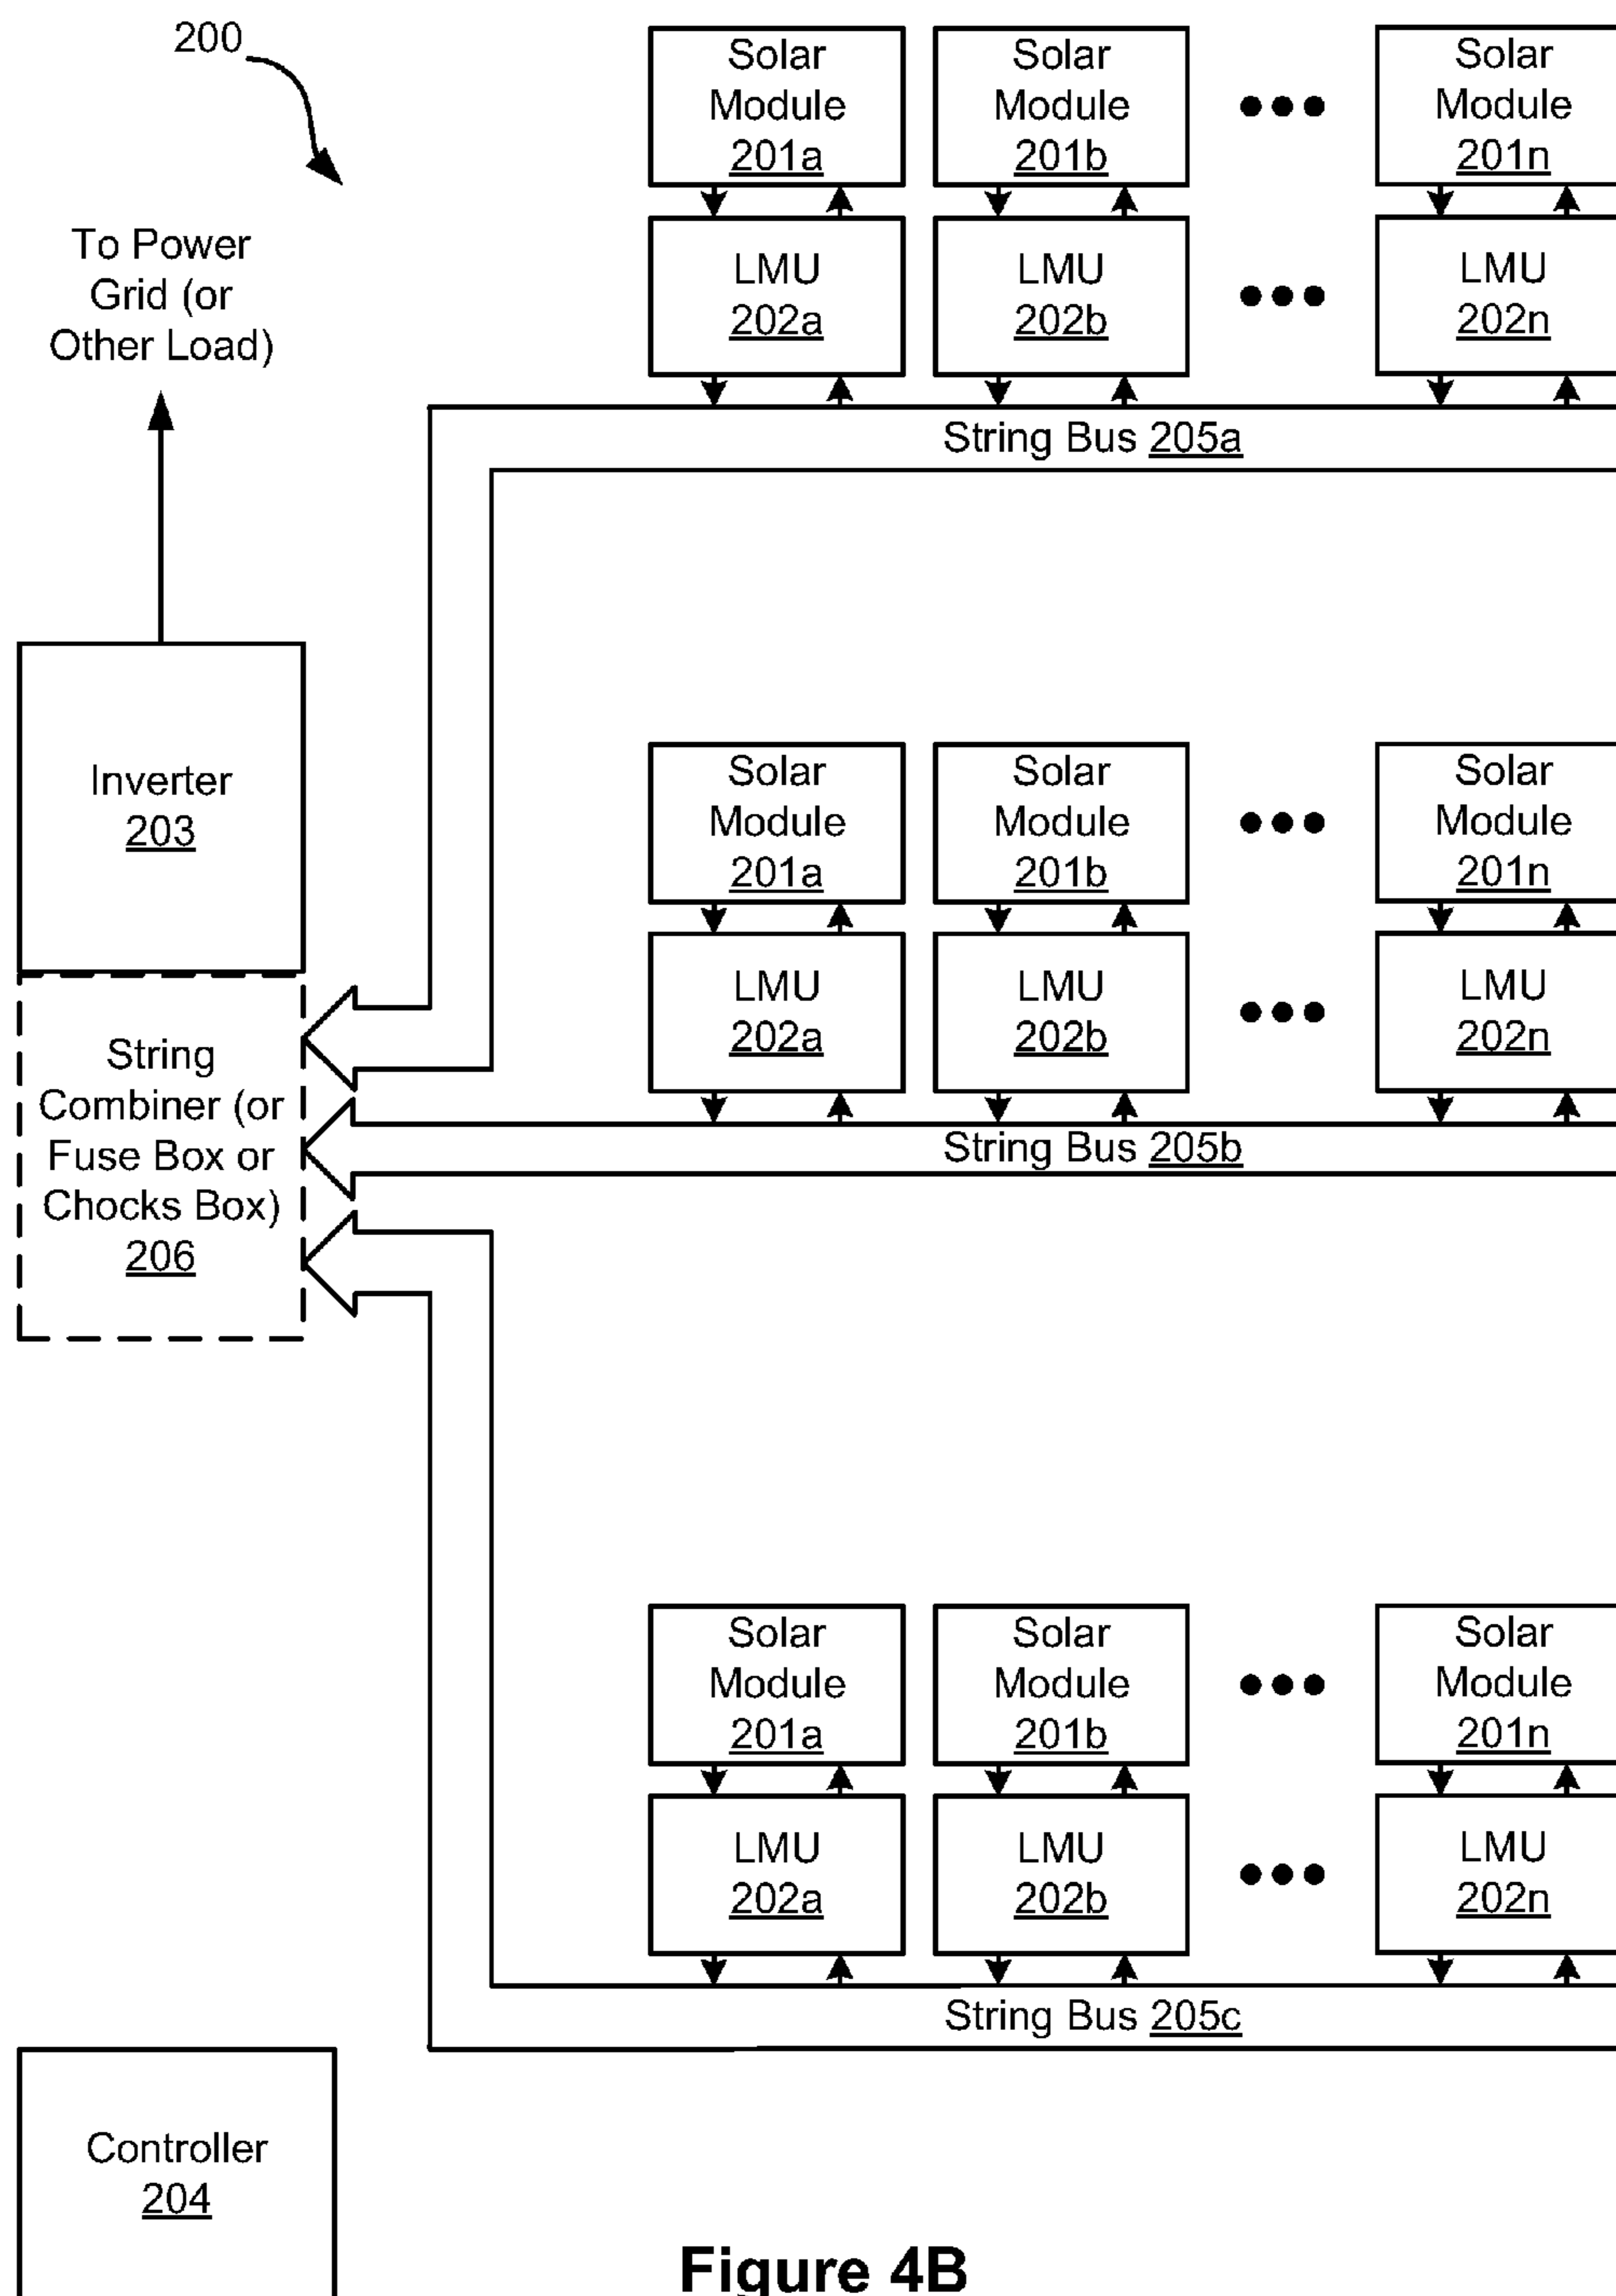 200
To Power
Grid (or
Other Load)
Solar
Module
201a
Solar
Module
201b
Solar
Module
201n
LMU
202a
LMU
202b
LMU
202n
String Bus 205a
Inverter
203
Solar
Module
201a
Solar
Module
201b
Solar
Module
201n
LMU
202a
LMU
202b
LMU
202n
String
Combiner (or
Fuse Box or
Chocks Box)
206
String Bus 205b
Solar
Module
201a
Solar
Module
201b
Solar
Module
201n
LMU
202a
LMU
202b
LMU
202n
String Bus 205c
Controller
204
Figure 4B